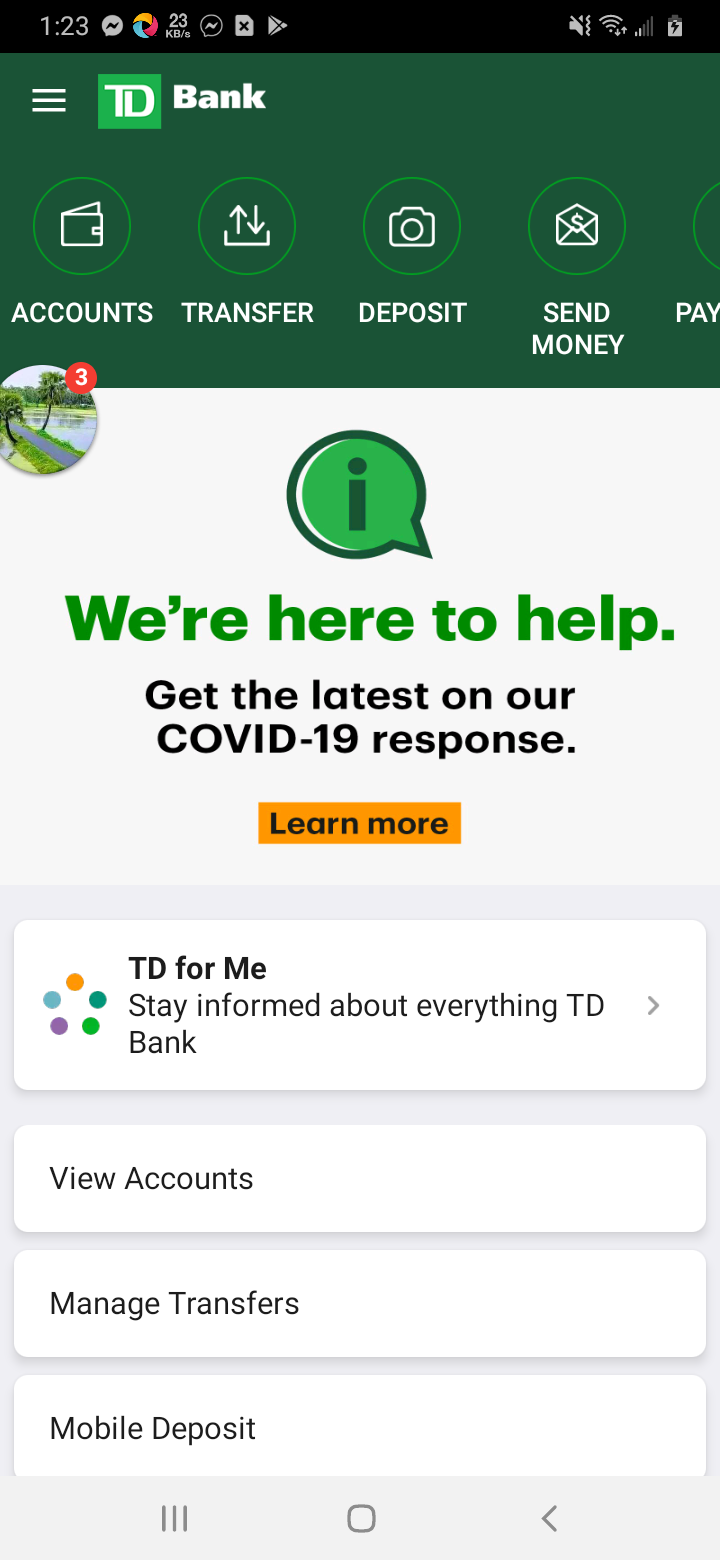 1:23
23
KB/s
TD Bank
ACCOUNTS
TRANSFER
DEPOSIT
SEND
MONEY
PAY
3
i
We're here to help.
Get the latest on our
COVID-19 response.
Learn more
TD for Me
Stay informed about everything TD
Bank
View Accounts
Manage Transfers
Mobile Deposit